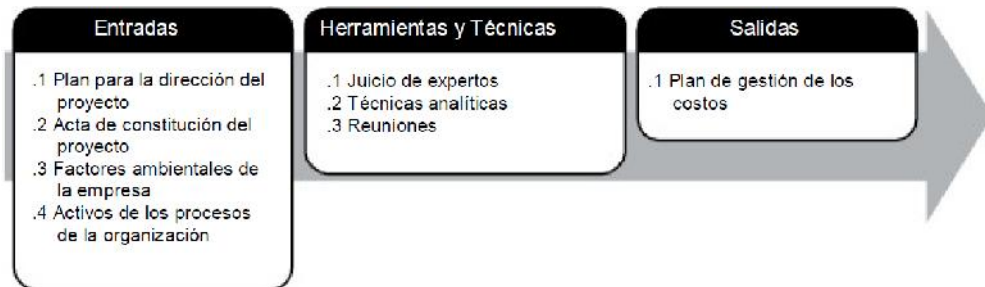 Entradas
.1 Plan para la dirección del
proyecto
.2 Acta de constitución del
proyecto
.3 Factores ambientales de
la empresa
.4 Activos de los procesos
de la organización
Herramientas y Técnicas
.1 Juicio de expertos
.2 Técnicas analíticas
.3 Reuniones
Salidas
.1 Plan de gestión de los
costos